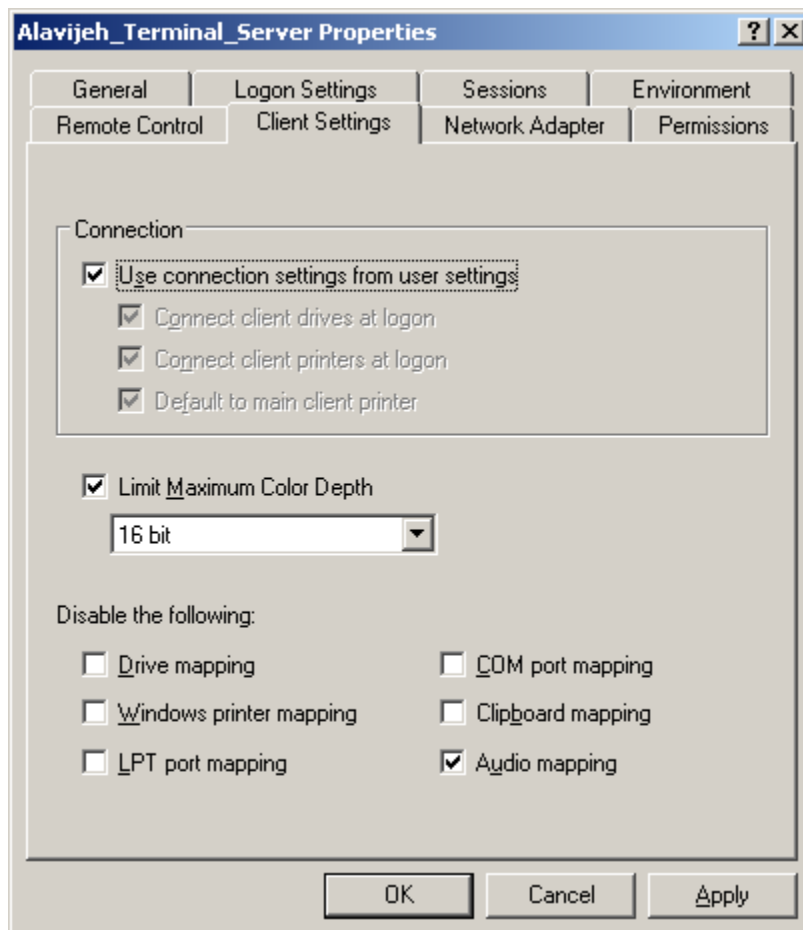 Alavijeh_Terminal_Server Properties
General Logon Settings Sessions Environment
Remote Control Client Settings Network Adapter Permissions
Connection
Use connection settings from user settings
Connect client drives at logon
Connect client printers at logon
Default to main client printer
Limit Maximum Color Depth
16 bit
Disable the following:
Drive mapping COM port mapping
Windows printer mapping Clipboard mapping
LPT port mapping Audio mapping
OK Cancel Apply